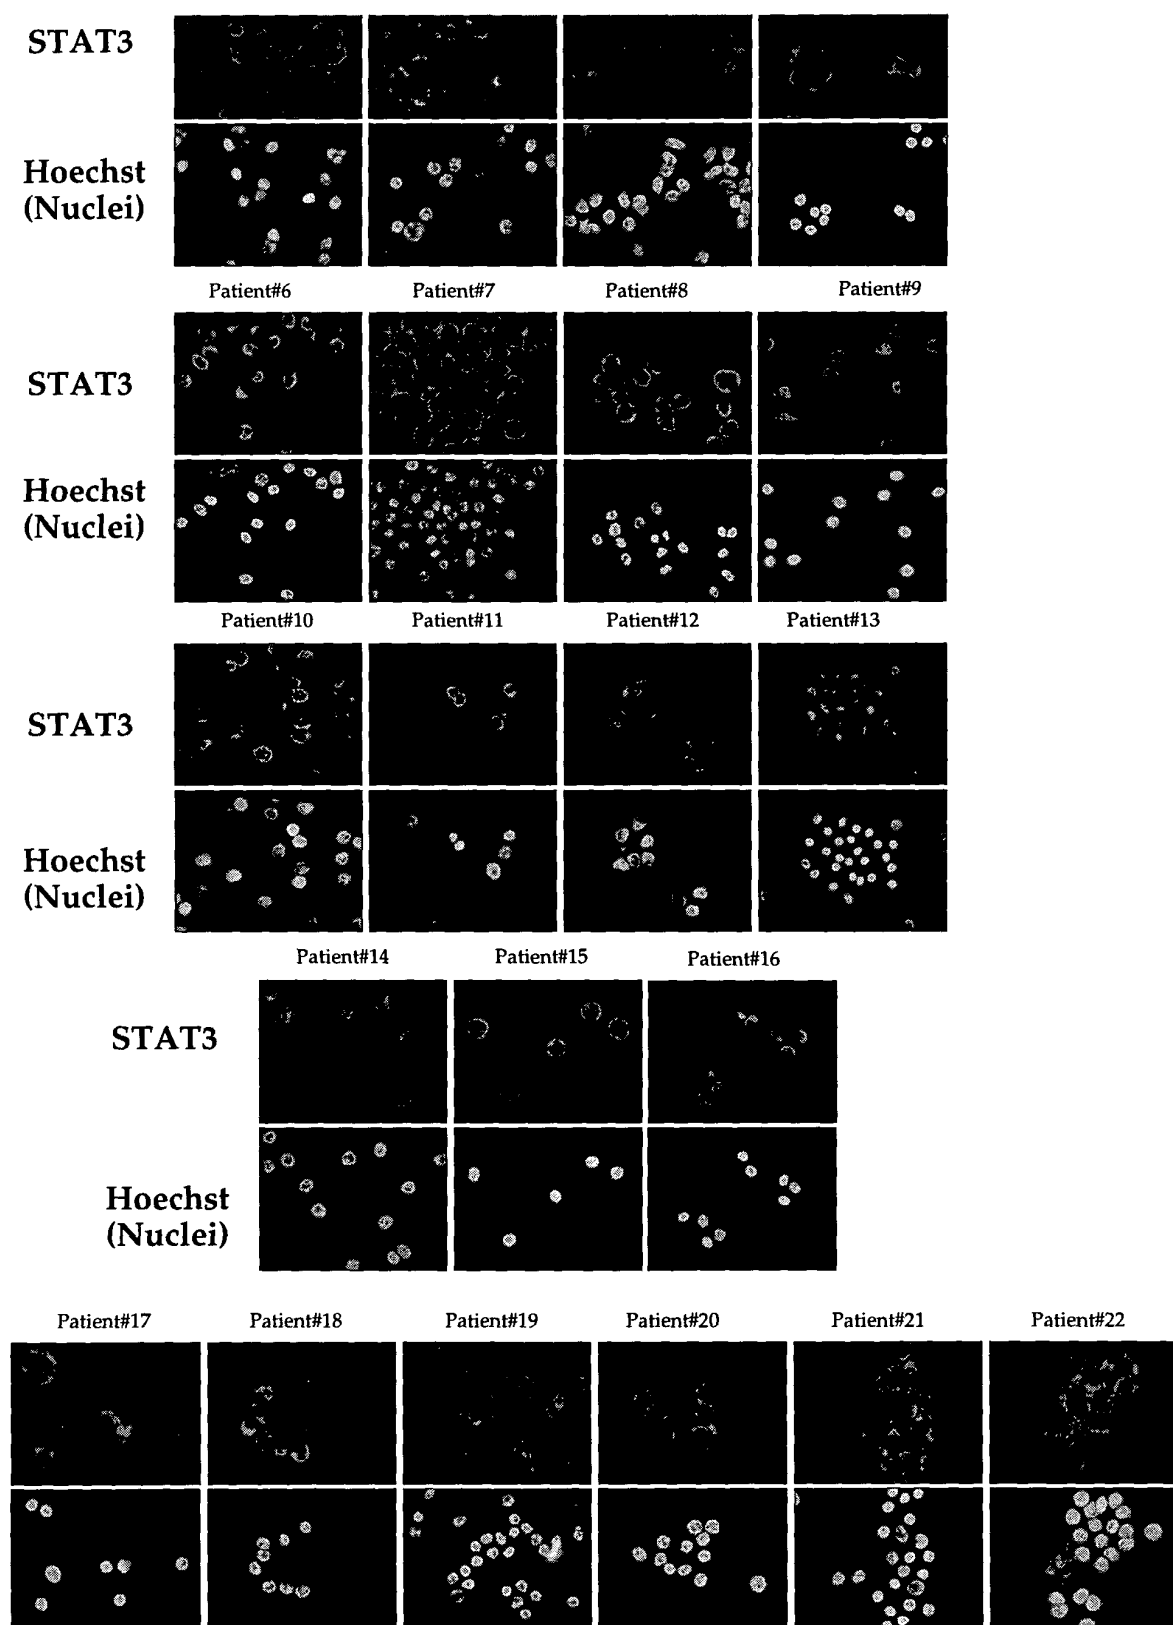 STAT3
Hoechst
(Nuclei)
Patient#6 Patient#7 Patient#8 Patient#9
STAT3
Hoechst
(Nuclei)
Patient#10 Patient#11 Patient#12 Patient#13
STAT3
Hoechst
(Nuclei)
Patient#14 Patient#15 Patient#16
STAT3
Hoechst
(Nuclei)
Patient#17 Patient#18 Patient#19 Patient#20 Patient#21 Patient#22